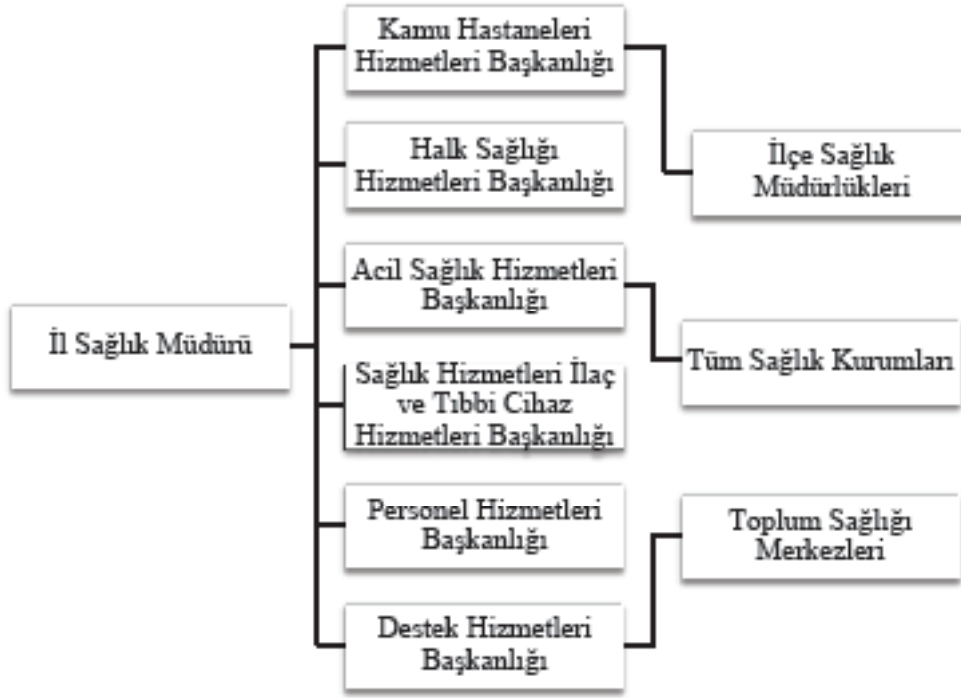 Kamu Hastaneleri
Hizmetleri Başkanlığı
Halk Sağlığı
Hizmetleri Başkanlığı
İlçe Sağlık
Müdürlükleri
Acil Sağlık Hizmetleri
Başkanlığı
İl Sağlık Müdürü
Tüm Sağlık Kurumları
Sağlık Hizmetleri İlaç
ve Tıbbi Cihaz
Hizmetleri Başkanlığı
Personel Hizmetleri
Başkanlığı
Toplum Sağlığı
Merkezleri
Destek Hizmetleri
Başkanlığı